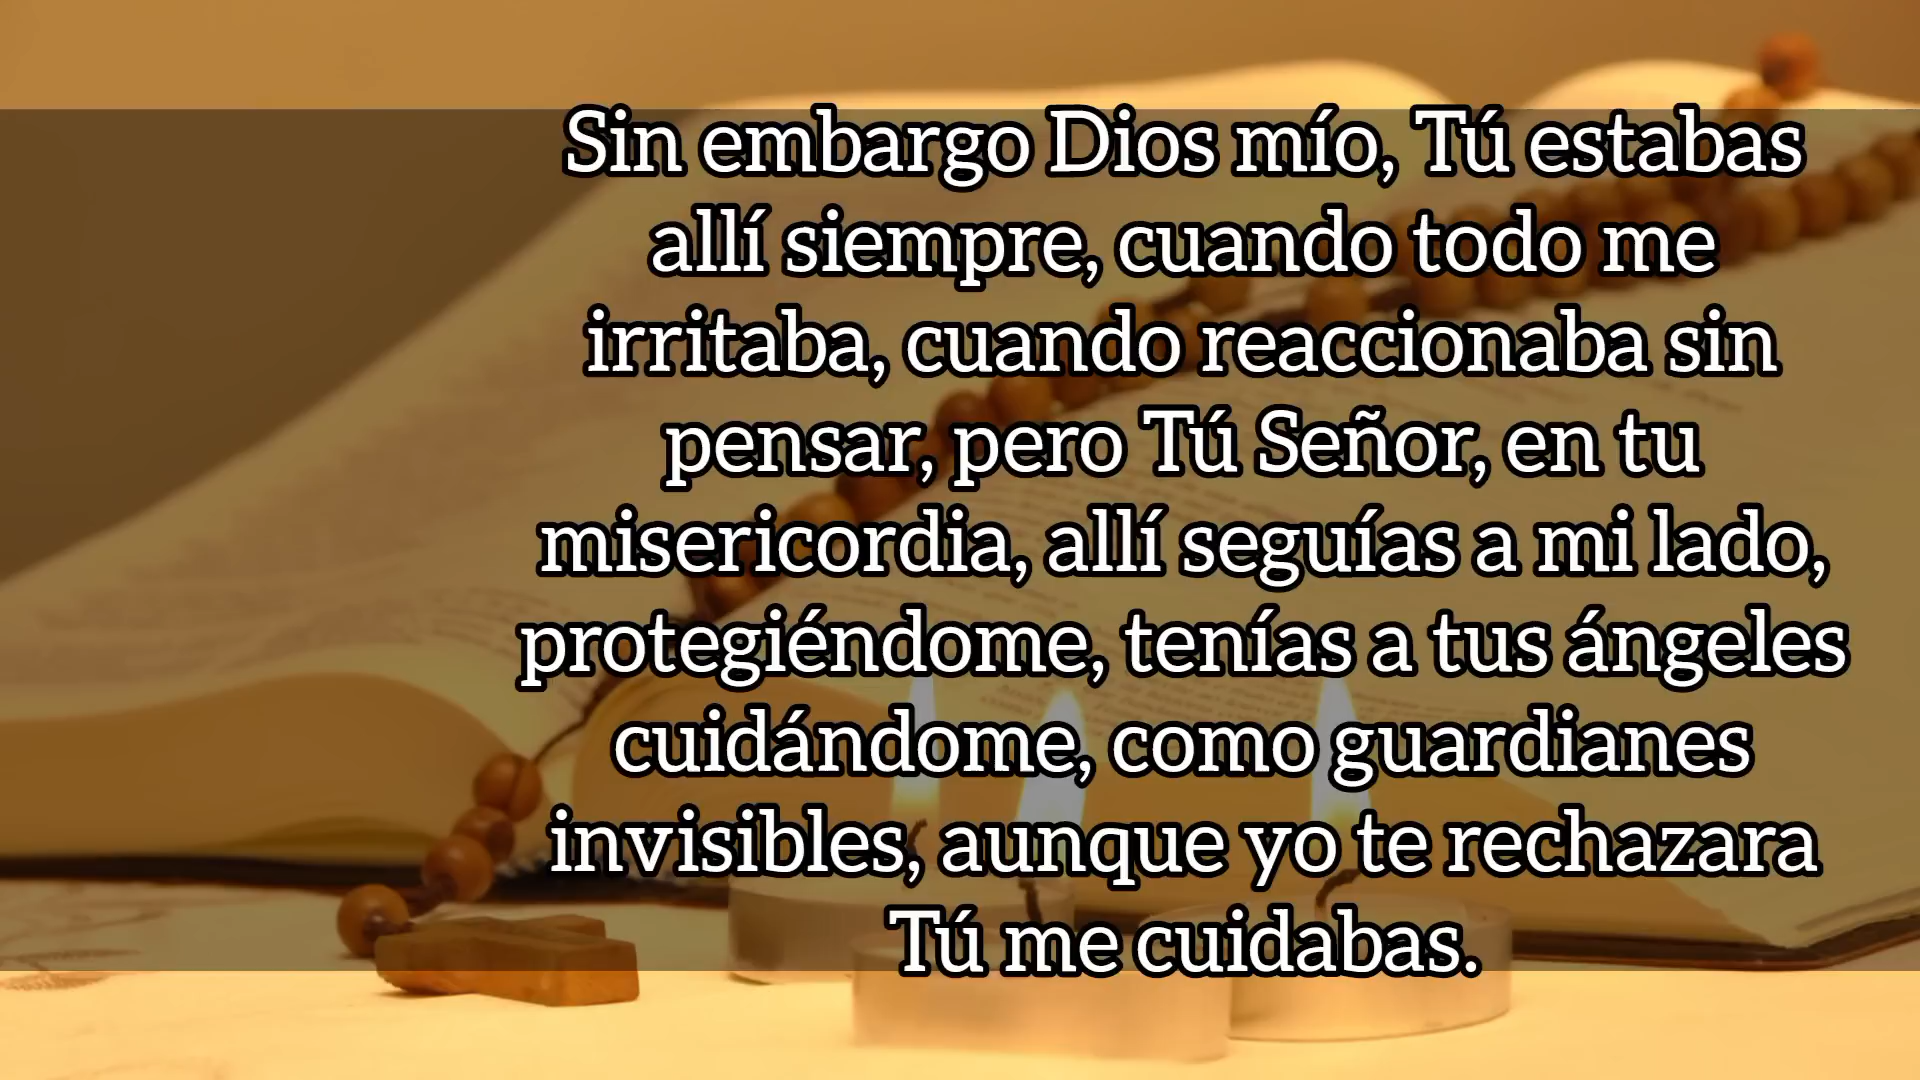 Sin embargo Dios mío, Tú estabas
allí siempre, cuando todo me
irritaba, cuando reaccionaba sin
pensar, pero Tú Señor, en tu
misericordia, allí seguías a mi lado,
protegiéndome, tenías a tus ángeles
cuidándome, como guardianes
invisibles, aunque yo te rechazara
Tú me cuidabas.